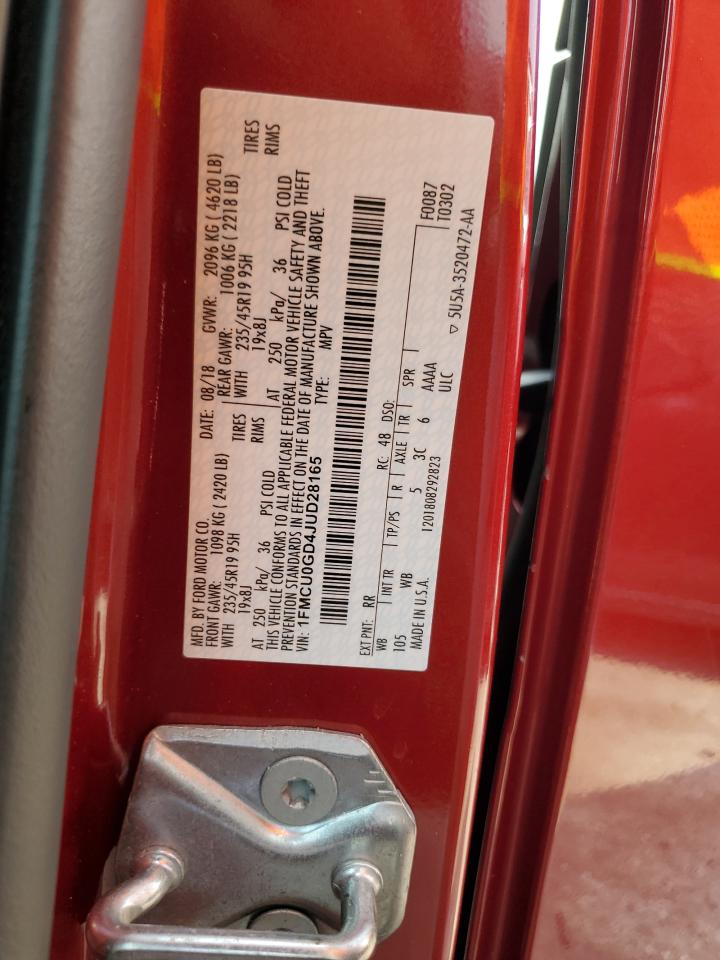 MFD. BY FORD MOTOR CO.
DATE: 08/18 GVWR: 2096 KG ( 4620 LB)
FRONT GAWR: 1098 KG ( 2420 LB) REAR GAWR: 1006 KG ( 2218 LB)
WITH 235/45R19 95H TIRES WITH 235/45R19 95H TIRES
19x8J RIMS 19x8J RIMS
AT 250 kPa/ 36 PSI COLD AT 250 kPa/ 36 PSI COLD
THIS VEHICLE CONFORMS TO ALL APPLICABLE FEDERAL MOTOR VEHICLE SAFETY AND THEFT
PREVENTION STANDARDS IN EFFECT ON THE DATE OF MANUFACTURE SHOWN ABOVE.
VIN: 1FMCU0GD4JUD28165 TYPE: MPV
EXT PNT: RR RC: 48 DSO: F0087
WB INT TR TP/PS R AXLE TR SPR T0302
105 WB 5 3C 6 AAAA
MADE IN U.S.A. 1201808292823 ULC
▽ 5U5A-3520472-AA